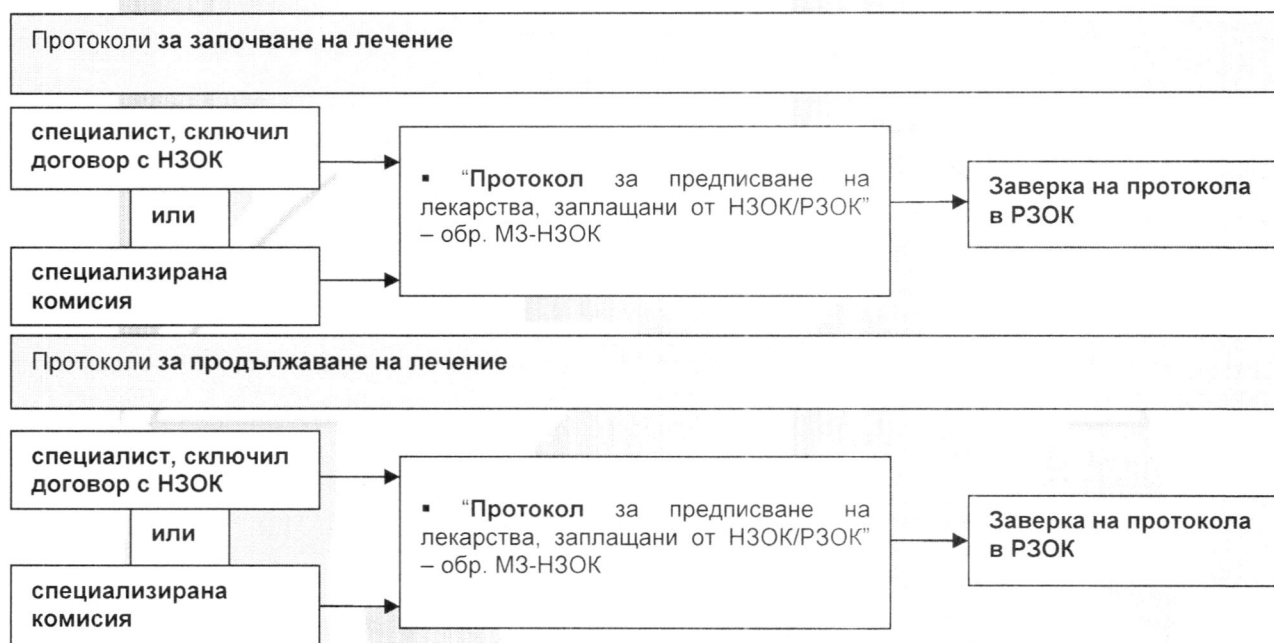 Протоколи за започване на лечение
специалист, сключил
договор с НЗОК
или
специализирана
комисия
▪ “Протокол за предписване на
лекарства, заплащани от НЗОК/РЗОК”
– обр. МЗ-НЗОК
Заверка на протокола
в РЗОК
Протоколи за продължаване на лечение
специалист, сключил
договор с НЗОК
или
специализирана
комисия
▪ “Протокол за предписване на
лекарства, заплащани от НЗОК/РЗОК”
– обр. МЗ-НЗОК
Заверка на протокола
в РЗОК